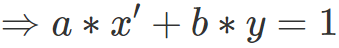 ⇒ a ∗ x′ + b ∗ y = 1